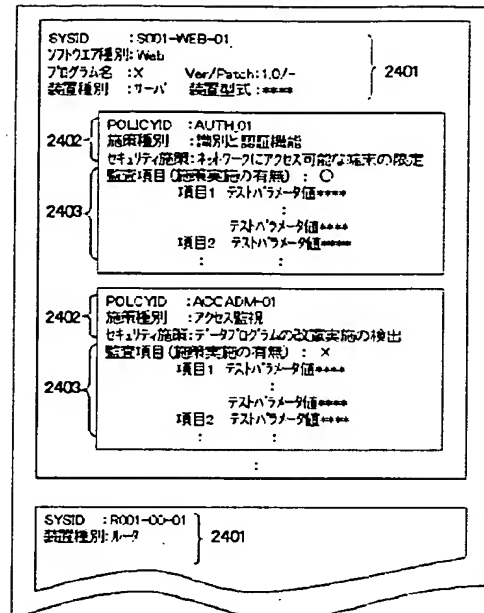 SYSID :S001-WEB-01
ソフトウエア種別:Web
プログラム名 :X Ver/Patch:1.0/-
装置種別 :サーバ 装置型式:****
2401
2402
POLICYID :AUTH_01
施策種別 :識別と認証機能
セキュリティ施策:ネットワークにアクセス可能な端末の限定
2403
監査項目(施策実施の有無) : ○
項目1 テストパラメータ値****
:
テストパラメータ値****
項目2 テストパラメータ値****
: :
2402
POLCYID :ACCADM-01
施策種別 :アクセス監視
セキュリティ施策:データプログラムの改竄実施の検出
2403
監査項目(施策実施の有無) : ×
項目1 テストパラメータ値****
:
テストパラメータ値****
項目2 テストパラメータ値****
: :
:
SYSID :R001-00-01
装置種別:ルータ
2401